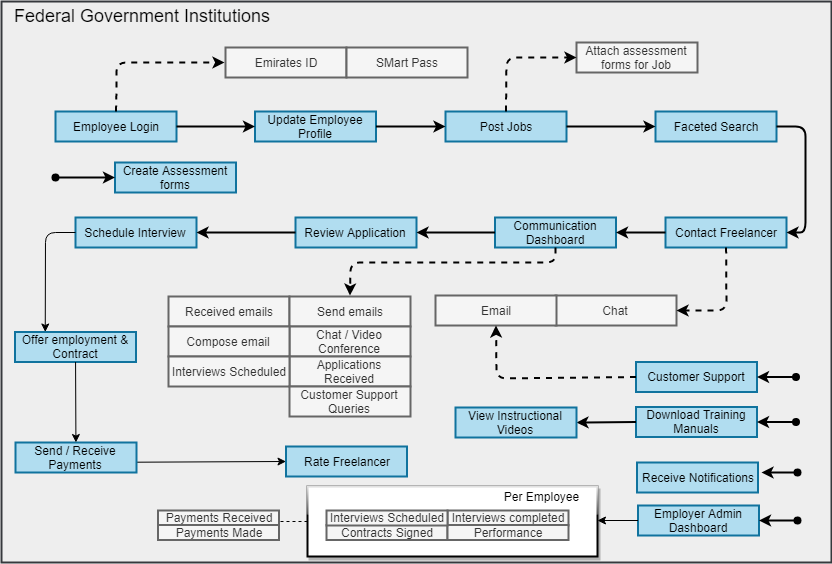 Federal Government Institutions
Emirates ID
SMart Pass
Attach assessment
forms for Job
Employee Login
Update Employee
Profile
Post Jobs
Faceted Search
Create Assessment
forms
Schedule Interview
Review Application
Communication
Dashboard
Contact Freelancer
Received emails
Send emails
Compose email
Chat / Video
Conference
Interviews Scheduled
Applications
Received
Customer Support
Queries
Email
Chat
Offer employment &
Contract
Customer Support
View Instructional
Videos
Download Training
Manuals
Send / Receive
Payments
Rate Freelancer
Receive Notifications
Per Employee
Payments Received
Payments Made
Interviews Scheduled
Interviews completed
Contracts Signed
Performance
Employer Admin
Dashboard